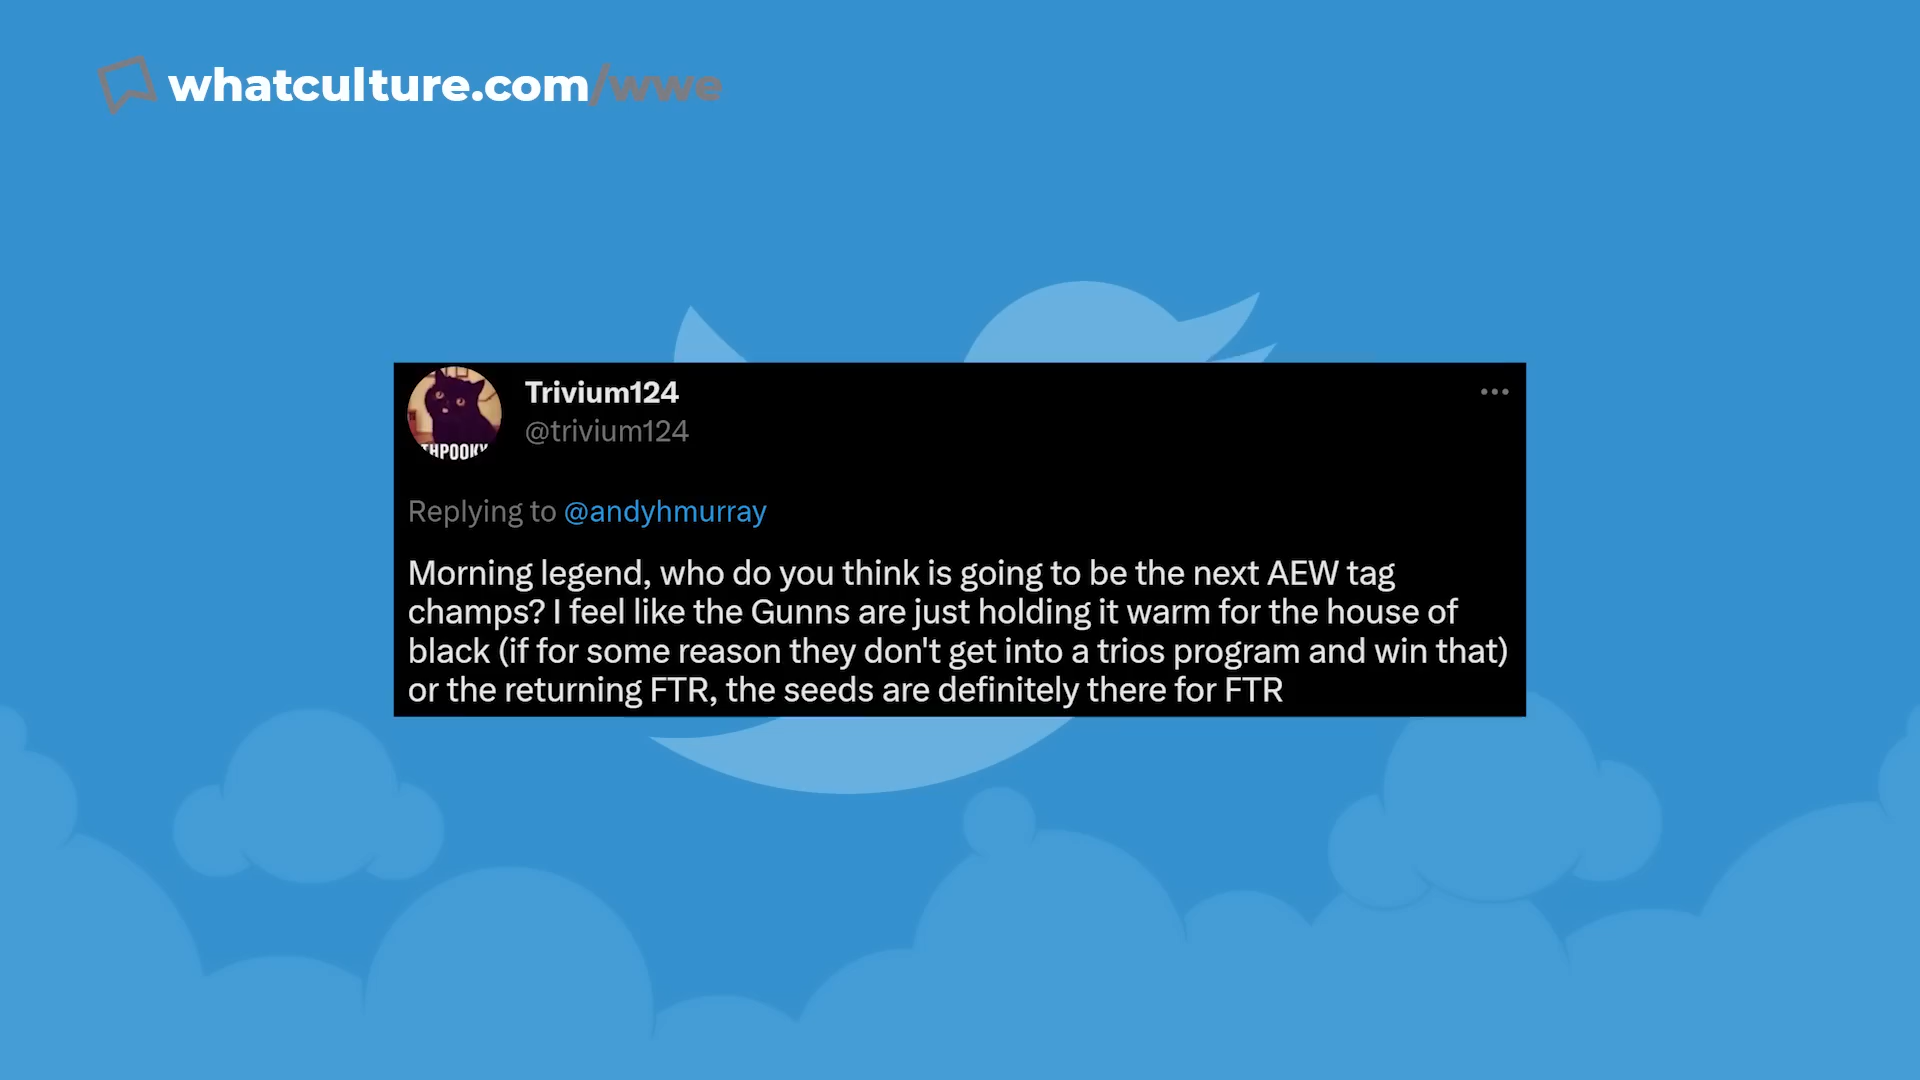 whatculture.com/wwe
Trivium124
@trivium124
THPOOKY
Replying to @andyhmurray
Morning legend, who do you think is going to be the next AEW tag
champs? I feel like the Gunns are just holding it warm for the house of
black (if for some reason they don't get into a trios program and win that)
or the returning FTR, the seeds are definitely there for FTR